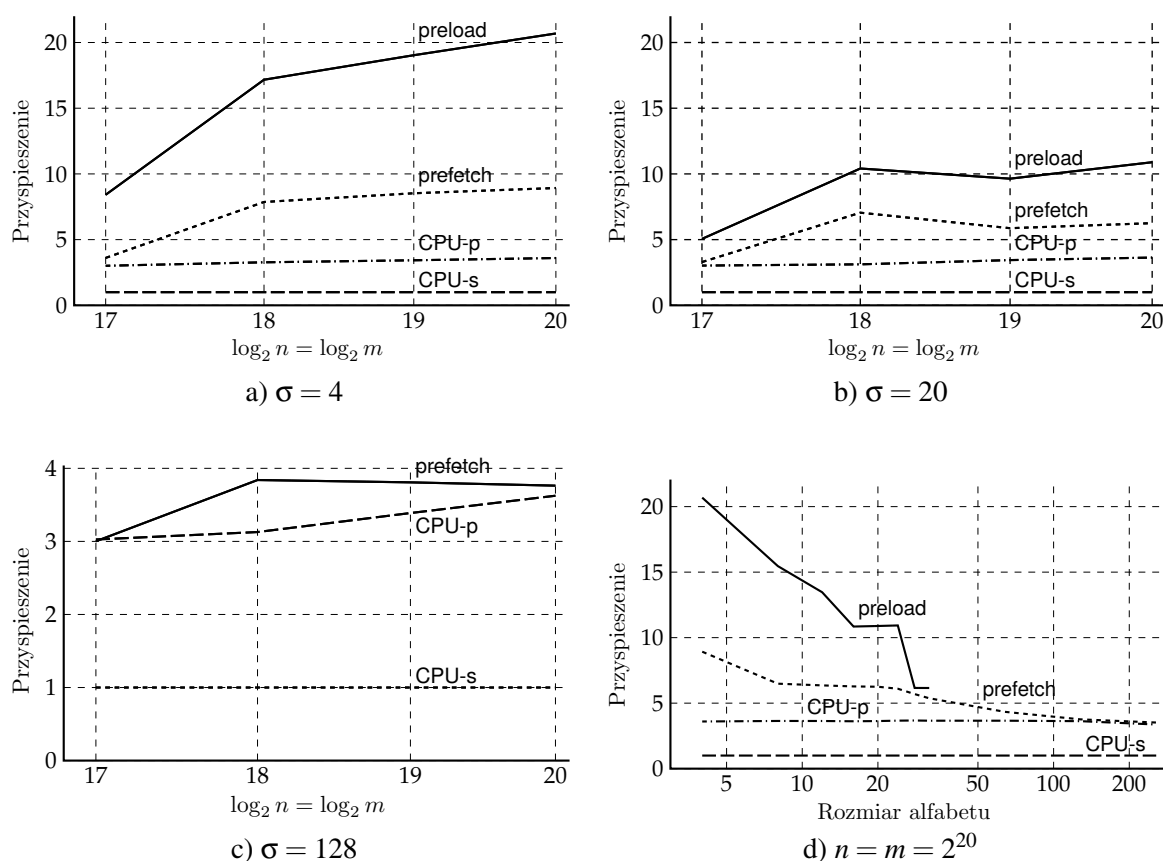 preload
prefetch
CPU-p
CPU-s
0
5
10
15
20
17
18
19
20
Przyspieszenie
log₂ n = log₂ m
a) σ = 4
preload
prefetch
CPU-p
CPU-s
0
5
10
15
20
17
18
19
20
Przyspieszenie
log₂ n = log₂ m
b) σ = 20
prefetch
CPU-p
CPU-s
0
1
2
3
4
17
18
19
20
Przyspieszenie
log₂ n = log₂ m
c) σ = 128
preload
prefetch
CPU-p
CPU-s
0
5
10
15
20
5
10
20
50
100
200
Przyspieszenie
Rozmiar alfabetu
d) n = m = 2²⁰